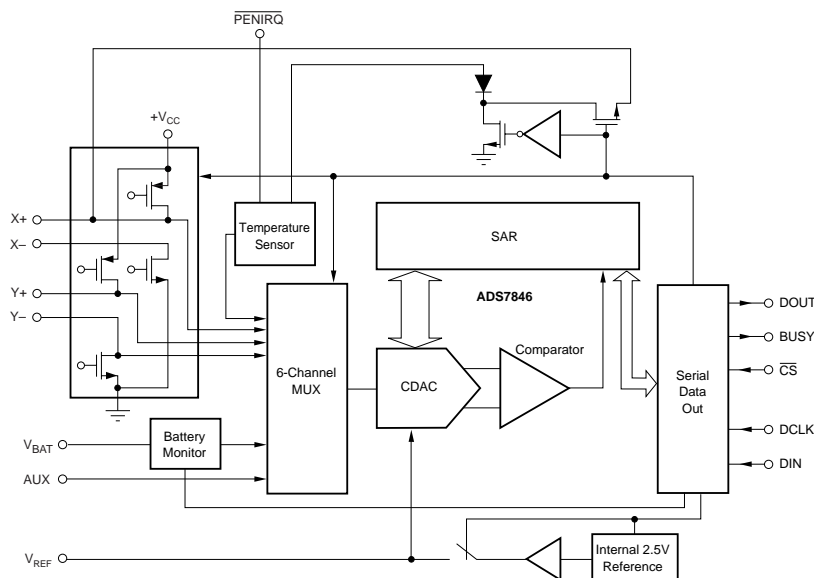 PENIRQ
+VCC
X+
X–
Y+
Y–
Temperature
Sensor
SAR
ADS7846
6-Channel
MUX
CDAC
Comparator
Serial
Data
Out
DOUT
BUSY
CS
DCLK
DIN
VBAT
Battery
Monitor
AUX
VREF
Internal 2.5V
Reference